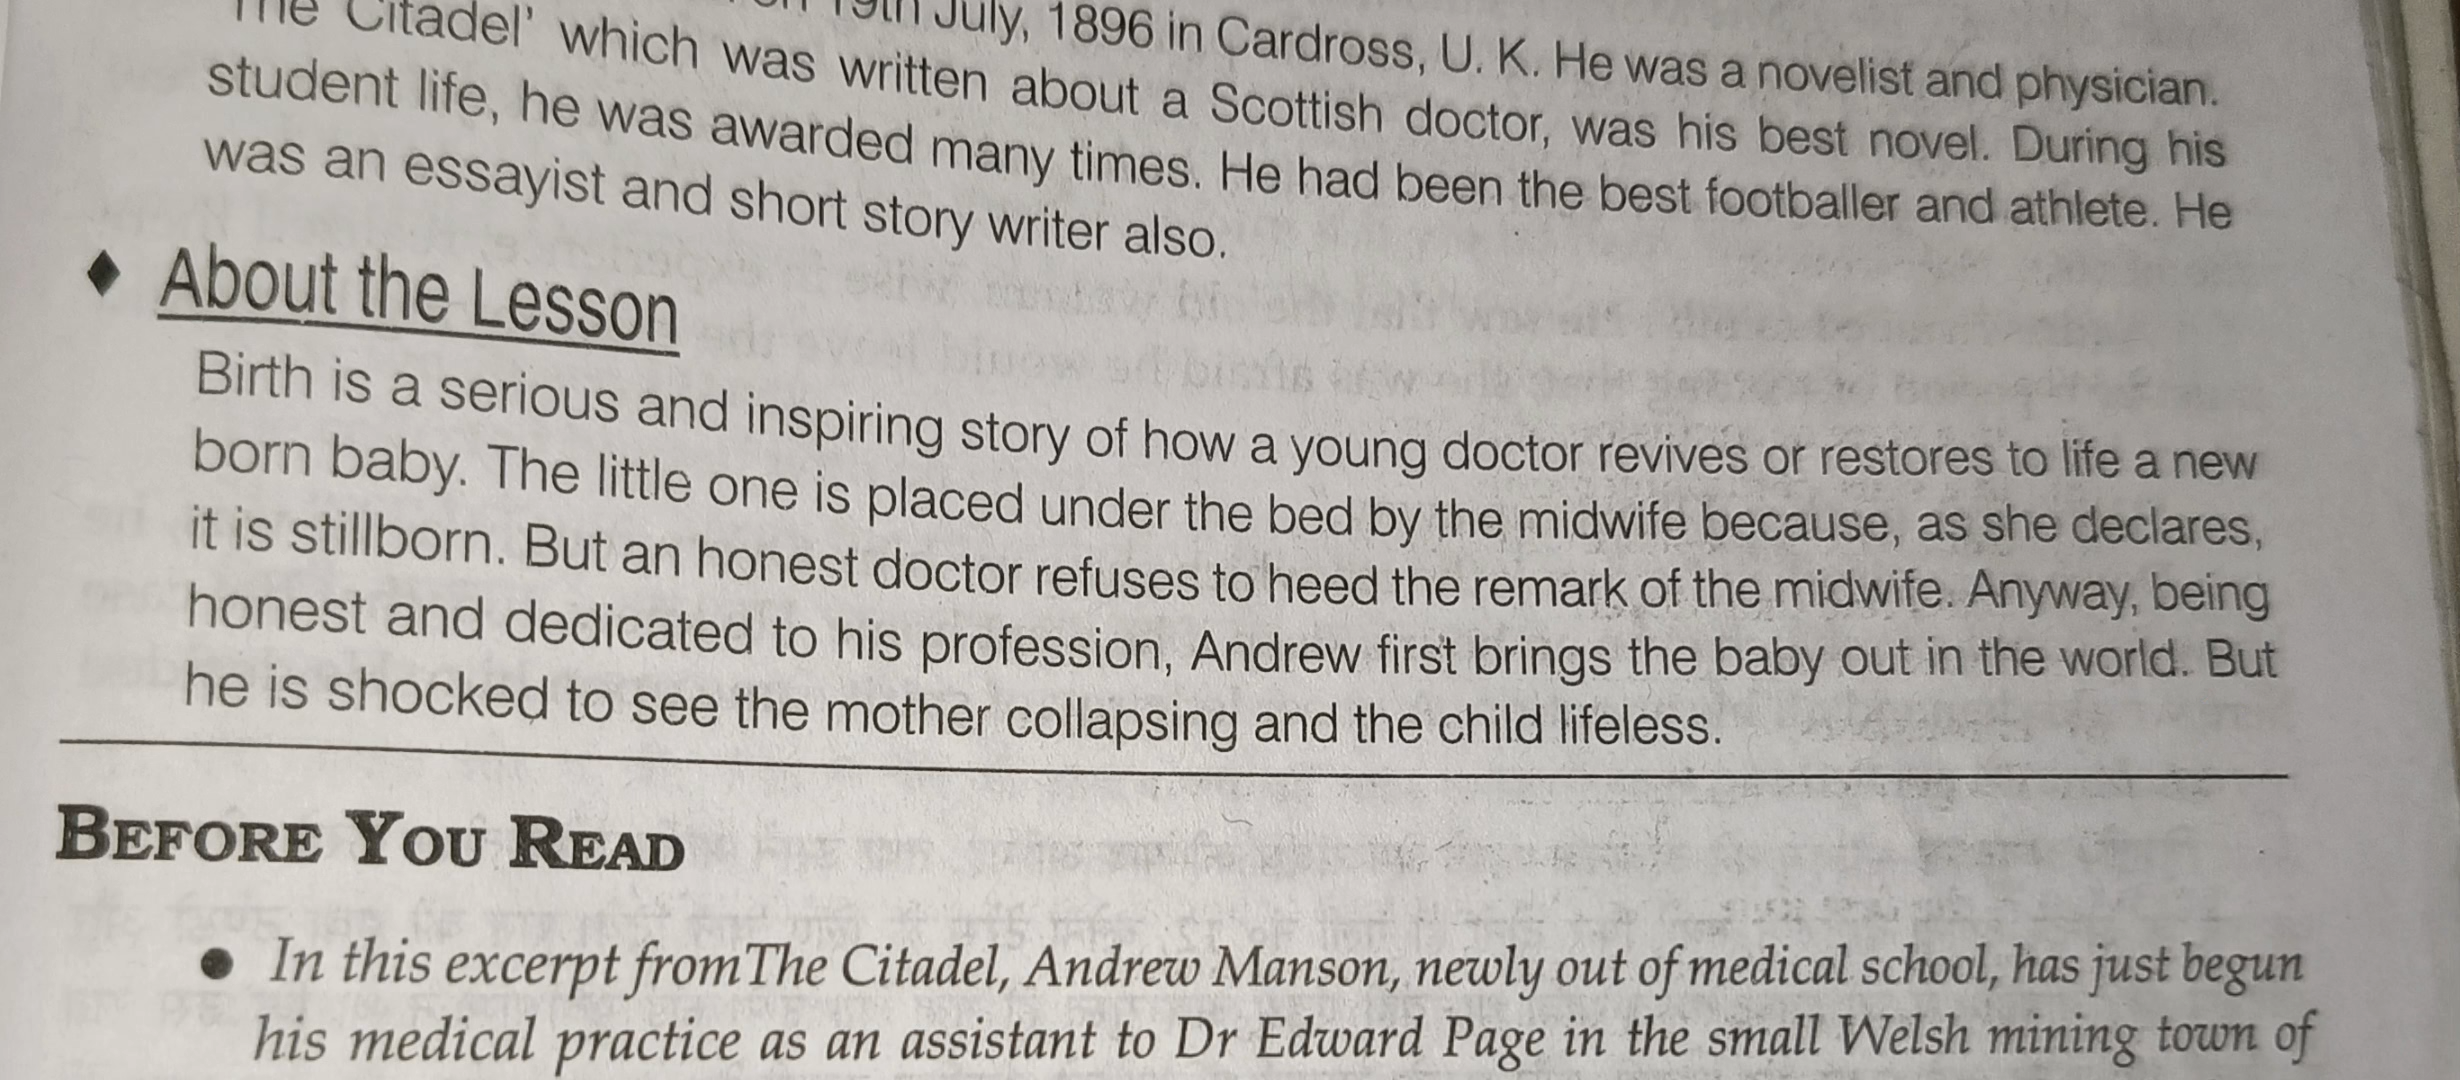 19th July, 1896 in Cardross, U. K. He was a novelist and physician.
The Citadel' which was written about a Scottish doctor, was his best novel. During his
student life, he was awarded many times. He had been the best footballer and athlete. He
was an essayist and short story writer also.
♦ About the Lesson
Birth is a serious and inspiring story of how a young doctor revives or restores to life a new
born baby. The little one is placed under the bed by the midwife because, as she declares,
it is stillborn. But an honest doctor refuses to heed the remark of the midwife. Anyway, being
honest and dedicated to his profession, Andrew first brings the baby out in the world. But
he is shocked to see the mother collapsing and the child lifeless.
BEFORE YOU READ
● In this excerpt fromThe Citadel, Andrew Manson, newly out of medical school, has just begun
his medical practice as an assistant to Dr Edward Page in the small Welsh mining town of